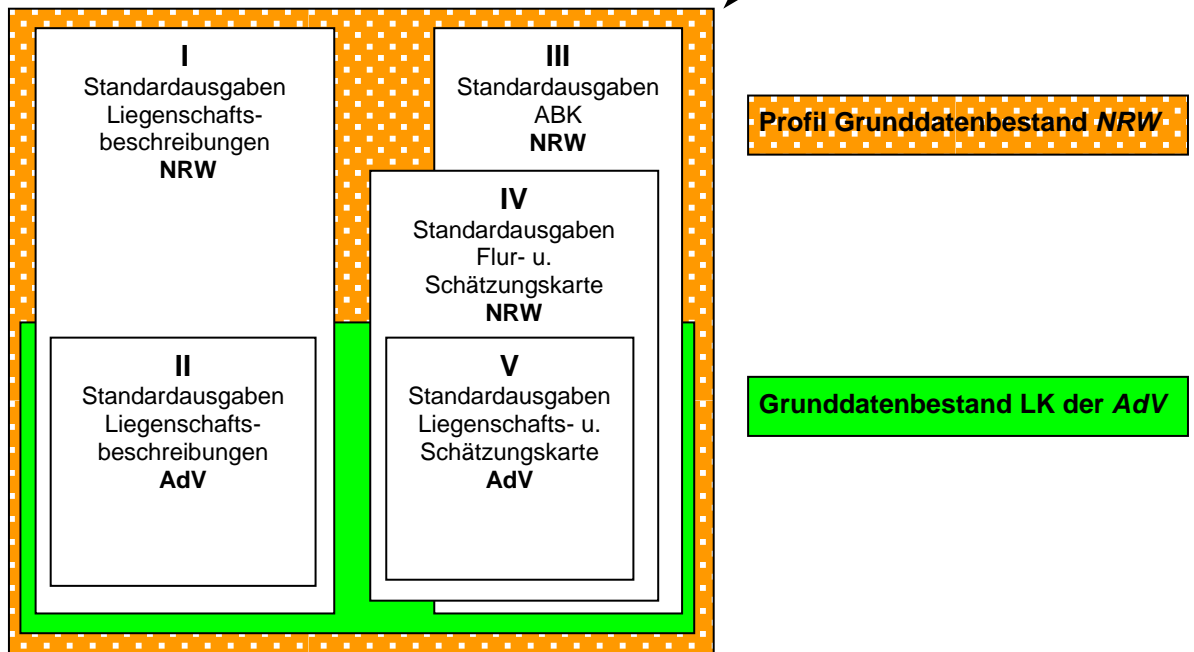 I
Standardausgaben
Liegenschafts-
beschreibungen
NRW
III
Standardausgaben
ABK
NRW
IV
Standardausgaben
Flur- u.
Schätzungskarte
NRW
II
Standardausgaben
Liegenschafts-
beschreibungen
AdV
V
Standardausgaben
Liegenschafts- u.
Schätzungskarte
AdV
Profil Grunddatenbestand NRW
Grunddatenbestand LK der AdV